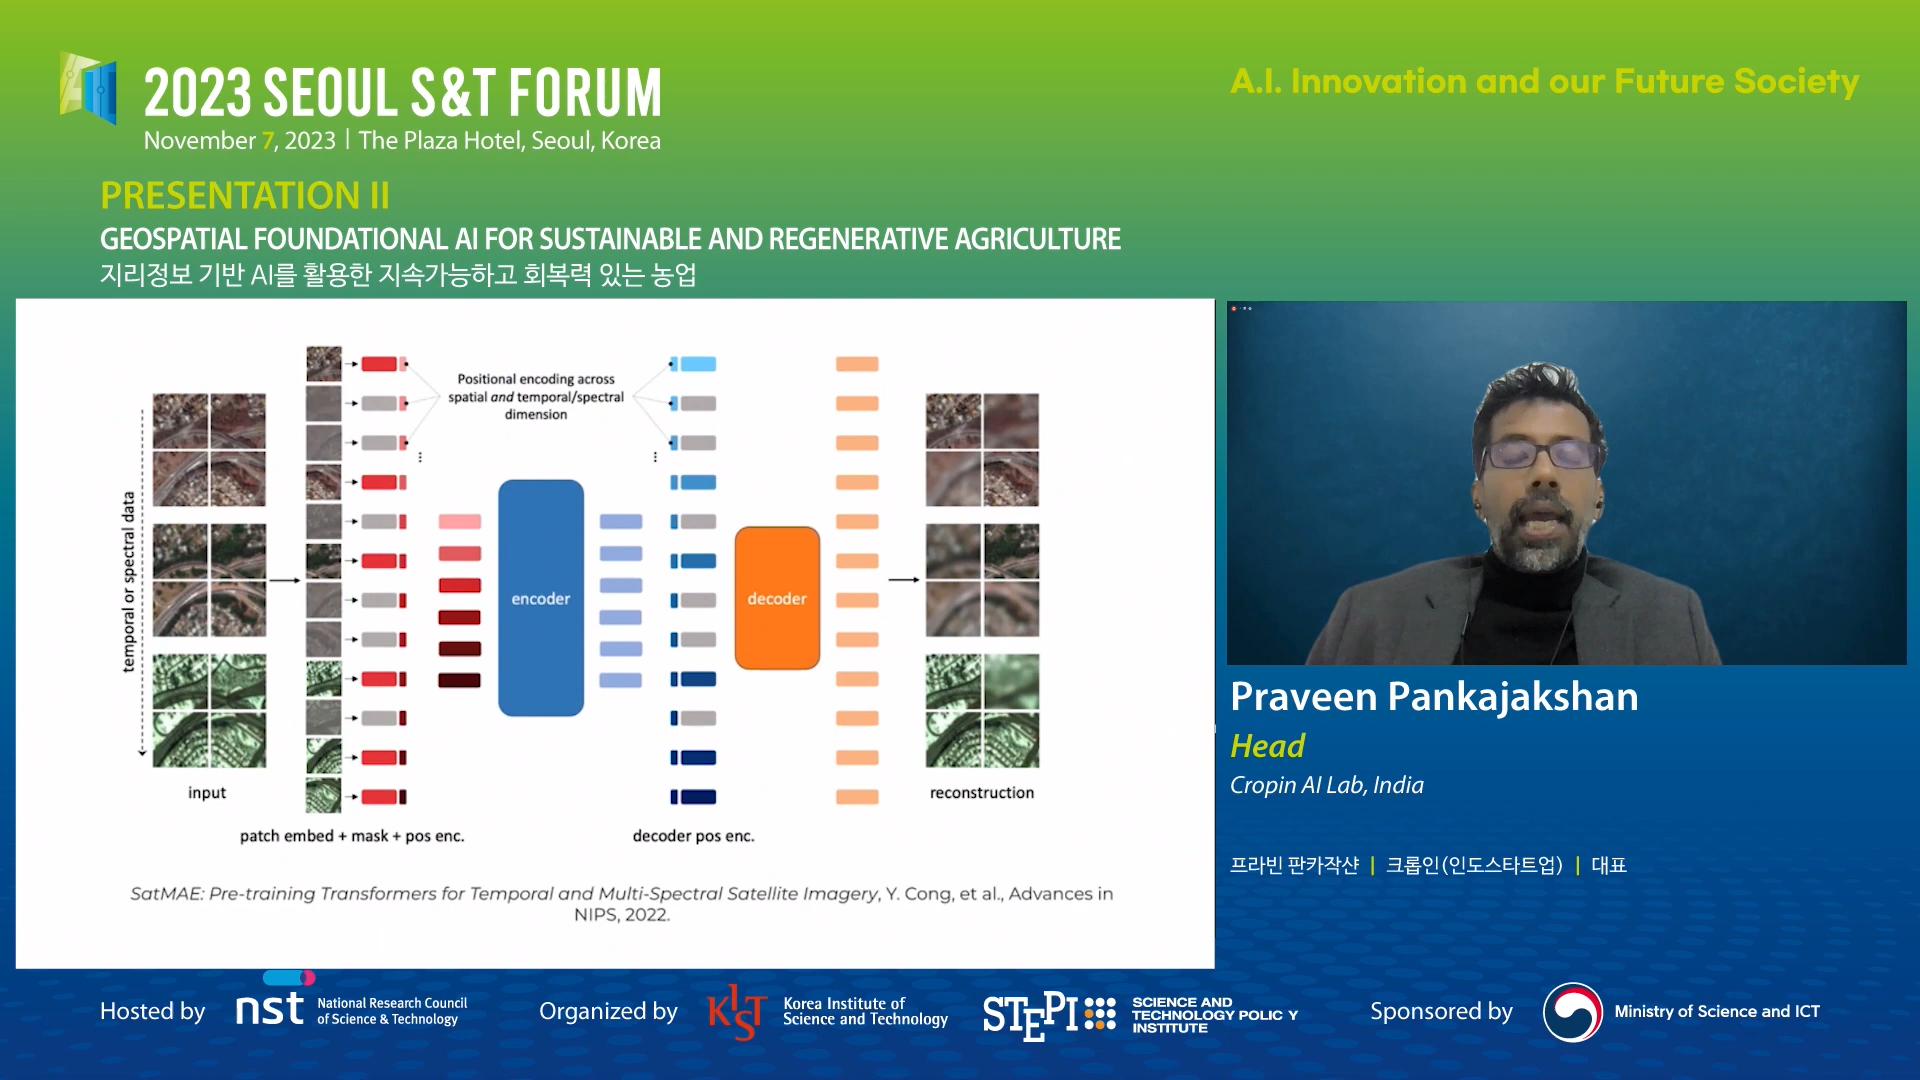 2023 SEOUL S&T FORUM
November 7, 2023 | The Plaza Hotel, Seoul, Korea
A.I. Innovation and our Future Society
PRESENTATION II
GEOSPATIAL FOUNDATIONAL AI FOR SUSTAINABLE AND REGENERATIVE AGRICULTURE
지리정보 기반 AI를 활용한 지속가능하고 회복력 있는 농업
Positional encoding across
spatial and temporal/spectral
dimension
temporal or spectral data
encoder
decoder
input
reconstruction
patch embed + mask + pos enc.
decoder pos enc.
SatMAE: Pre-training Transformers for Temporal and Multi-Spectral Satellite Imagery, Y. Cong, et al., Advances in
NIPS, 2022.
Praveen Pankajakshan
Head
Cropin AI Lab, India
프라빈 판카작샨 | 크롭인(인도스타트업) | 대표
Hosted by
nst
National Research Council
of Science & Technology
Organized by
KIST
Korea Institute of
Science and Technology
STEPI
SCIENCE AND
TECHNOLOGY POLICY
INSTITUTE
Sponsored by
Ministry of Science and ICT